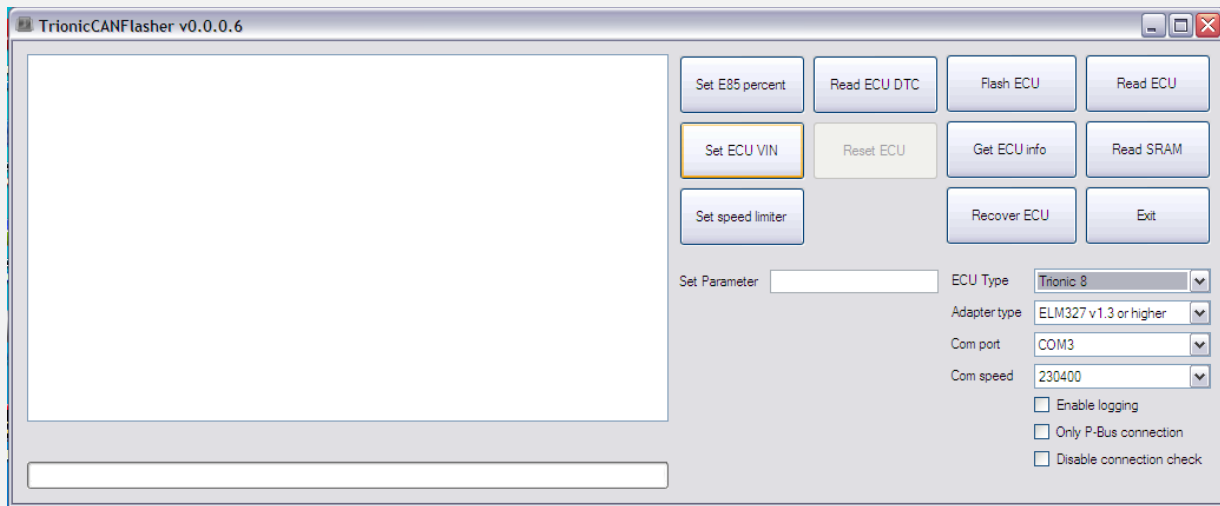 TrionicCANFlasher v0.0.0.6
Set E85 percent
Read ECU DTC
Flash ECU
Read ECU
Set ECU VIN
Reset ECU
Get ECU info
Read SRAM
Set speed limiter
Recover ECU
Exit
Set Parameter
ECU Type
Trionic 8
Adapter type
ELM327 v1.3 or higher
Com port
COM3
Com speed
230400
Enable logging
Only P-Bus connection
Disable connection check